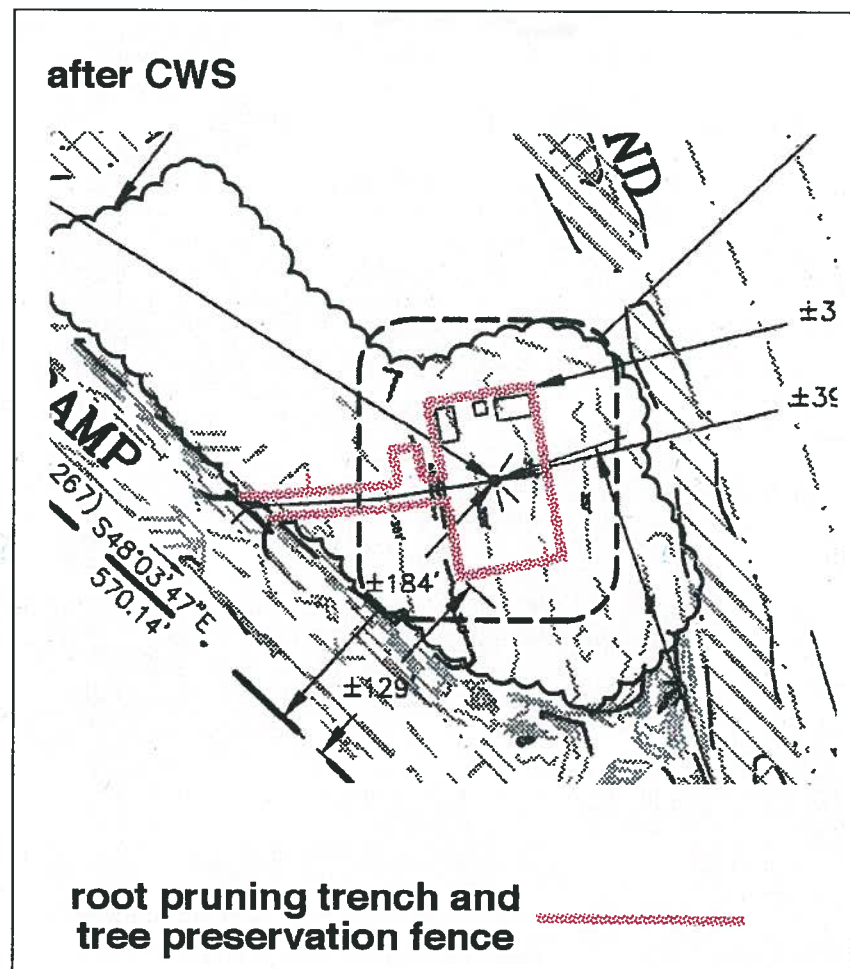 after CWS
ND
±3
±39
AMP
267) S48°03'47"E
570.14'
±184'
±129'
root pruning trench and
tree preservation fence